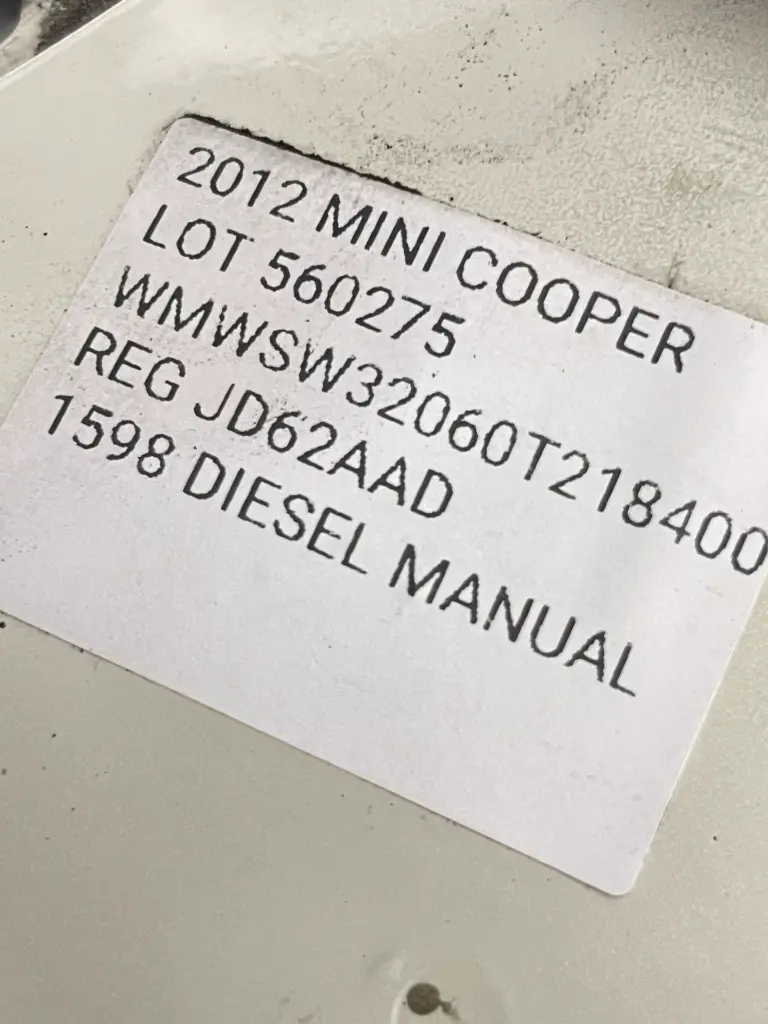 2012 MINI COOPER
LOT 560275
WMWSW32060T218400
REG JD62AAD
1598 DIESEL MANUAL